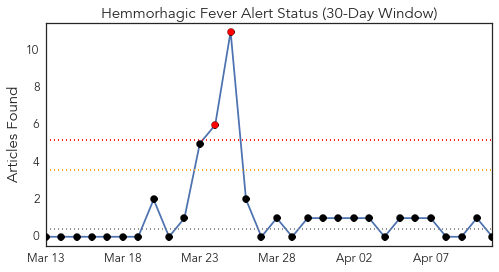 Hemmorhagic Fever Alert Status (30-Day Window)
Articles Found
10
8
6
4
2
0
Mar 13
Mar 18
Mar 23
Mar 28
Apr 02
Apr 07